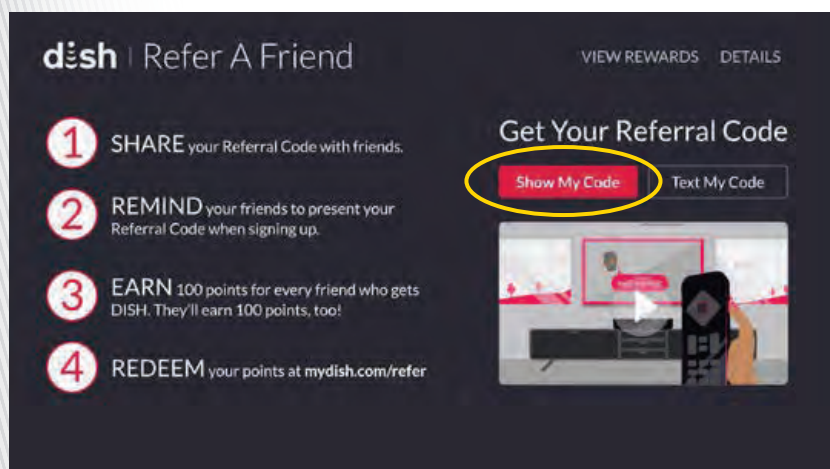 dish | Refer A Friend
VIEW REWARDS DETAILS
1 SHARE your Referral Code with friends.
2 REMIND your friends to present your
Referral Code when signing up.
3 EARN 100 points for every friend who gets
DISH. They'll earn 100 points, too!
4 REDEEM your points at mydish.com/refer
Get Your Referral Code
Show My Code Text My Code